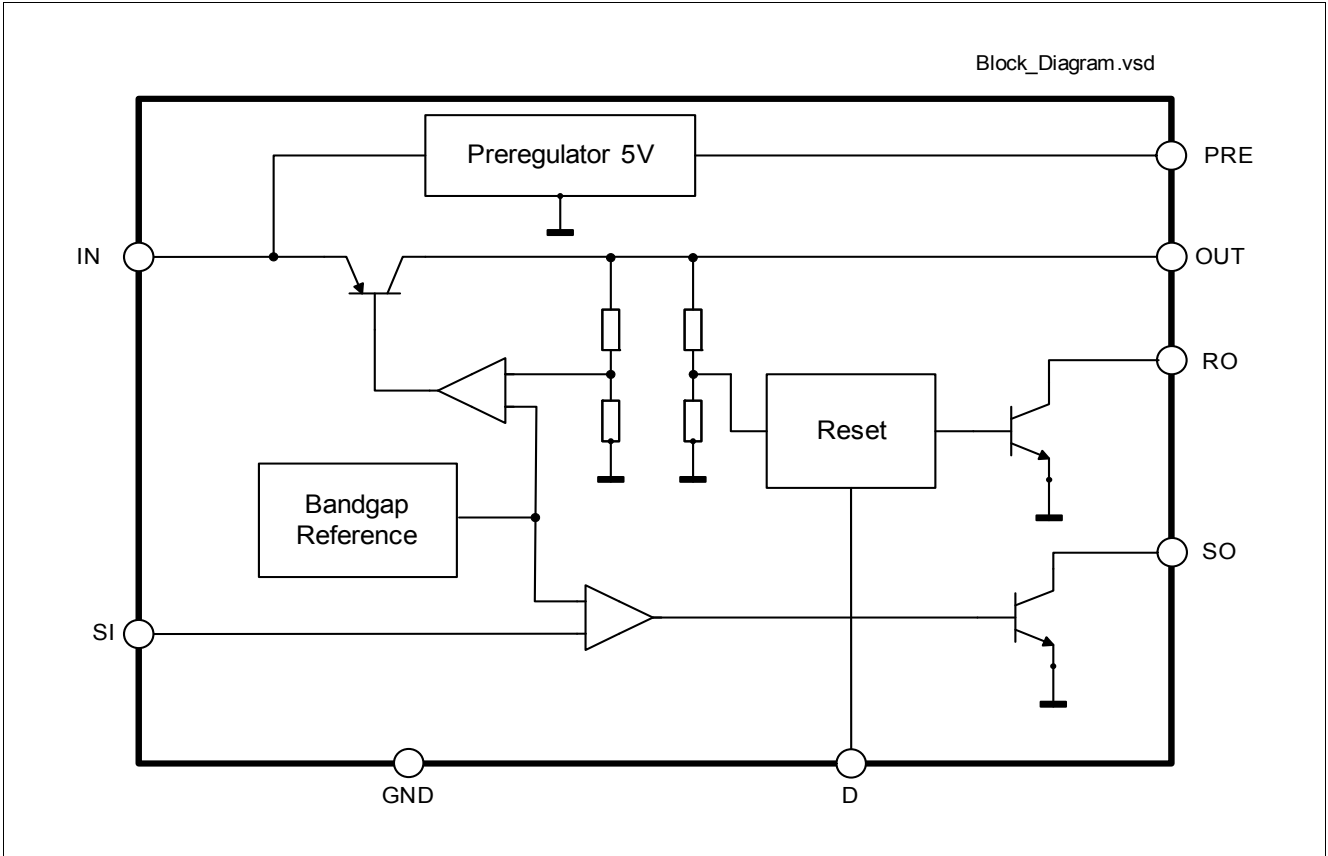 Block_Diagram.vsd
Preregulator 5V
PRE
IN
OUT
RO
Reset
Bandgap
Reference
SO
SI
GND
D